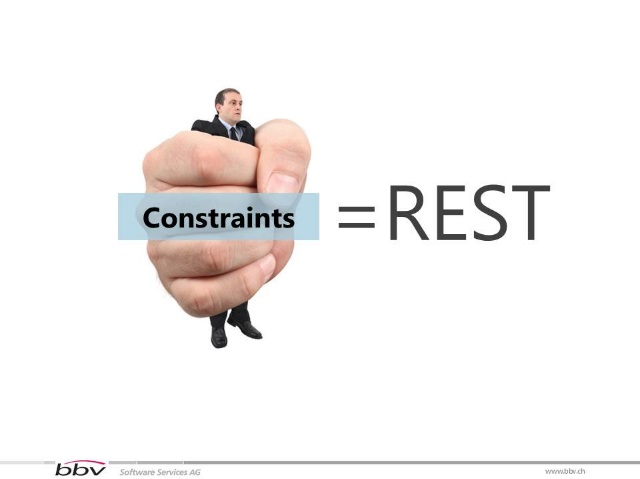 Constraints
=REST
bbv Software Services AG
www.bbv.ch